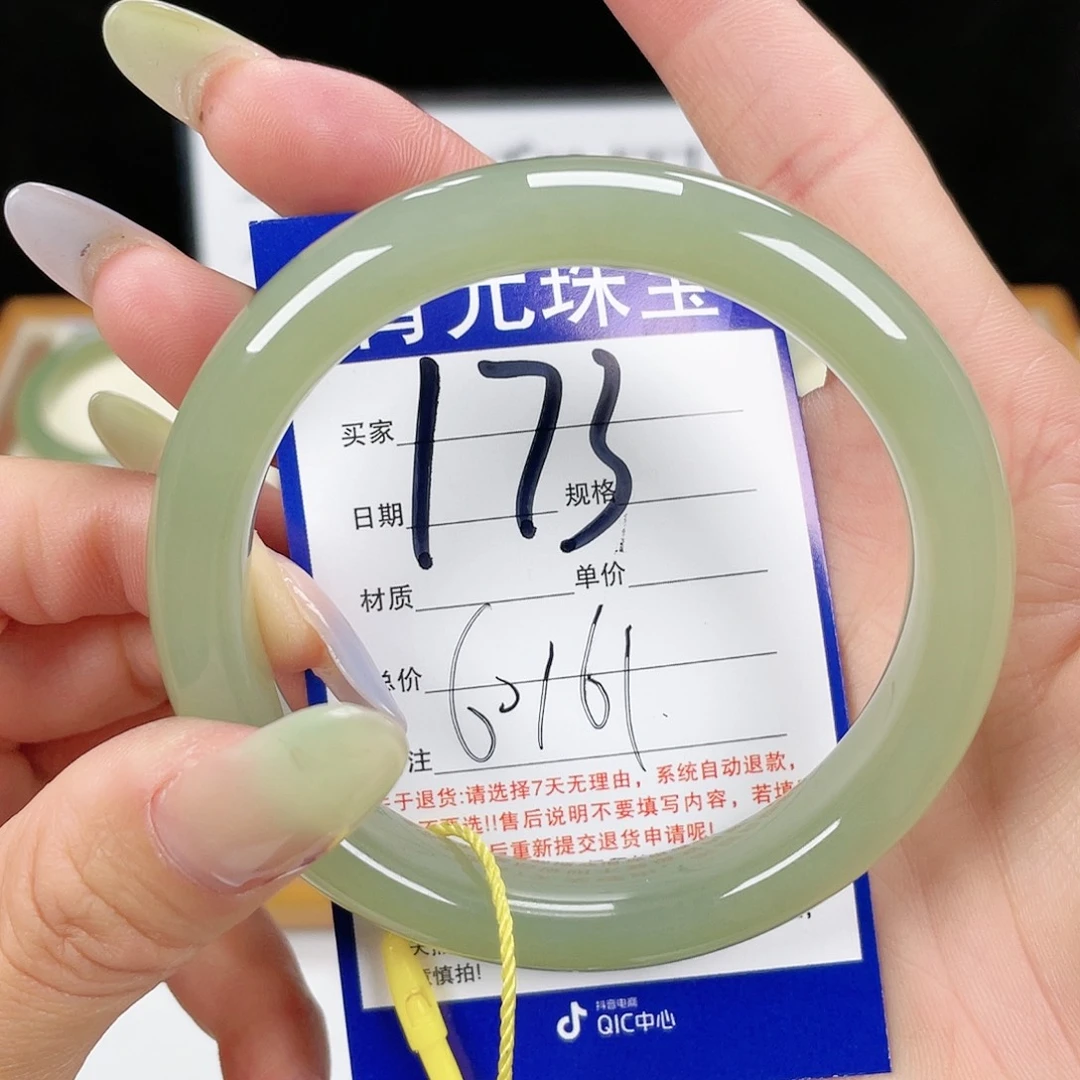 元珠宝
173
买家
日期 规格
材质 单价
总价
60161
注
于退货:请选择7天无理由，系统自动退款，
不要选!!售后说明不要填写内容，若填
后重新提交退货申请呢!
慎拍!
抖音电商
QIC中心